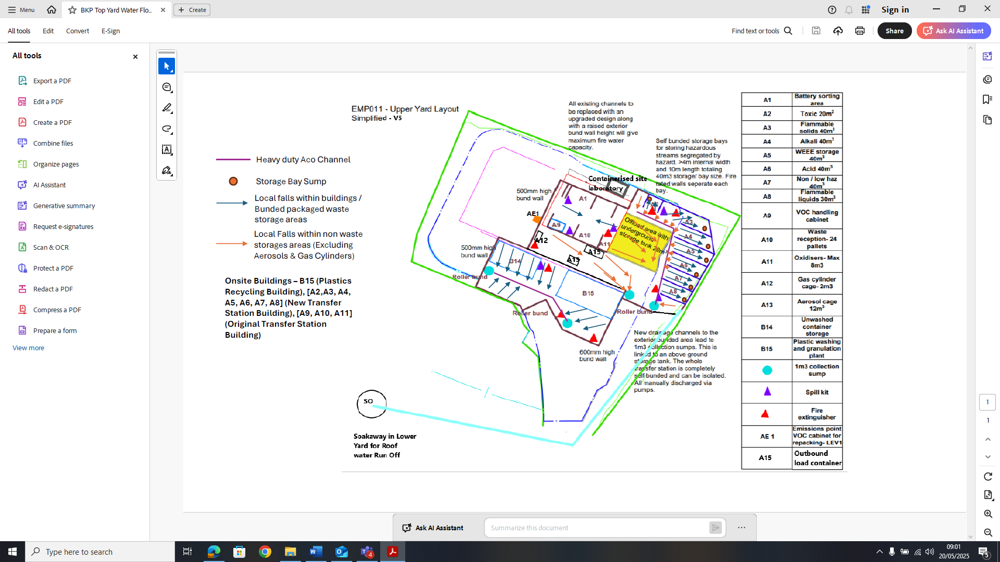 Menu
BKP Top Yard Water Flo...
Create
Sign in
All tools
Edit
Convert
E-Sign
Find text or tools
Share
Ask AI Assistant
All tools
Export a PDF
Edit a PDF
Create a PDF
Combine files
Organize pages
AI Assistant
Generative summary
Request e-signatures
Scan & OCR
Protect a PDF
Redact a PDF
Compress a PDF
Prepare a form
View more
EMP011 - Upper Yard Layout
Simplified - V5
Heavy duty Aco Channel
Storage Bay Sump
Local falls within buildings /
Bunded packaged waste
storage areas
Local Falls within non waste
storages areas (Excluding
Aerosols & Gas Cylinders)
Onsite Buildings – B15 (Plastics
Recycling Building), [A2,A3, A4,
A5, A6, A7, A8] (New Transfer
Station Building), [A9, A10, A11]
(Original Transfer Station
Building)
All existing channels to
be replaced with an
upgraded design along
with a raised exterior
bund wall height will give
maximum fire water
capacity.
Self bunded storage bays
for storing hazardous
streams segregated by
hazard. >4m internal width
and 10m length totaling
40m3 storage/ bay size. Fire
rated walls seperate each
bay.
Containerised site
laboratory
500mm high
bund wall
AE1
A1
A3
A4
A5
A6
A7
A8
A9
A10
A11
A12
A13
A15
Offload area with
underground
storage tank 20m³
500mm high
bund wall
B14
Roller bund
B15
Roller bund
Roller bund
600mm high
bund wall
New drainage channels to the
exterior bunded area lead to
1m3 collection sumps. This is
linked to an above ground
storage tank. The whole
transfer station is completely
self bunded and can be isolated.
All manually discharged via
pumps.
SO
Soakaway in Lower
Yard for Roof
water Run Off
A1 Battery sorting
area
A2 Toxic 20m³
A3 Flammable
solids 40m³
A4 Alkali 40m³
A5 WEEE storage
40m³
A6 Acid 40m³
A7 Non / low haz
40m³
A8 Flammable
liquids 30m³
A9 VOC handling
cabinet
A10 Waste
reception- 24
pallets
A11 Oxidisers- Max
8m3
A12 Gas cylinder
cage- 2m3
A13 Aerosol cage
12m³
B14 Unwashed
container
storage
B15 Plastic washing
and granulation
plant
1m3 collection
sump
Spill kit
Fire
extinguisher
AE 1 Emissions point
VOC cabinet for
repacking- LEV1
A15 Outbound
load container
1
1
Ask AI Assistant
Summarize this document
Type here to search
4
09:01
20/05/2025
5